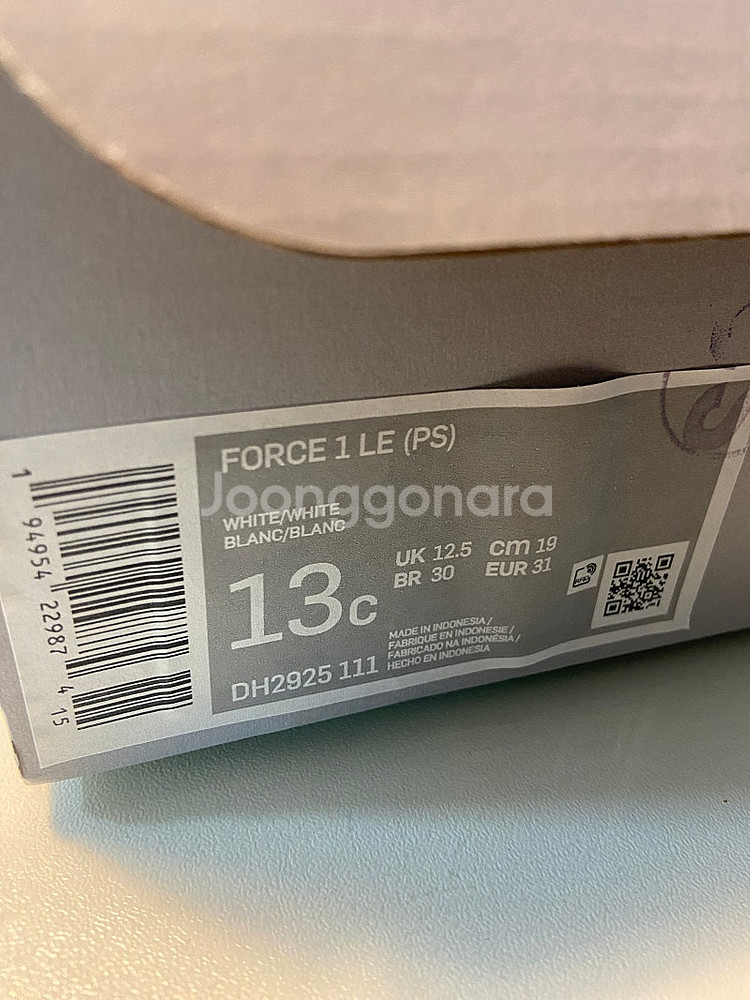 FORCE 1 LE (PS)
Joonggonara
WHITE/WHITE
BLANC/BLANC
UK 12.5 cm 19
BR 30 EUR 31
13C
MADE IN INDONESIA /
FABRIQUE EN INDONESIE /
FABRICADO NA INDONÉSIA /
HECHO EN INDONESIA
DH2925 111
1 94954 22987 4 15
RFID